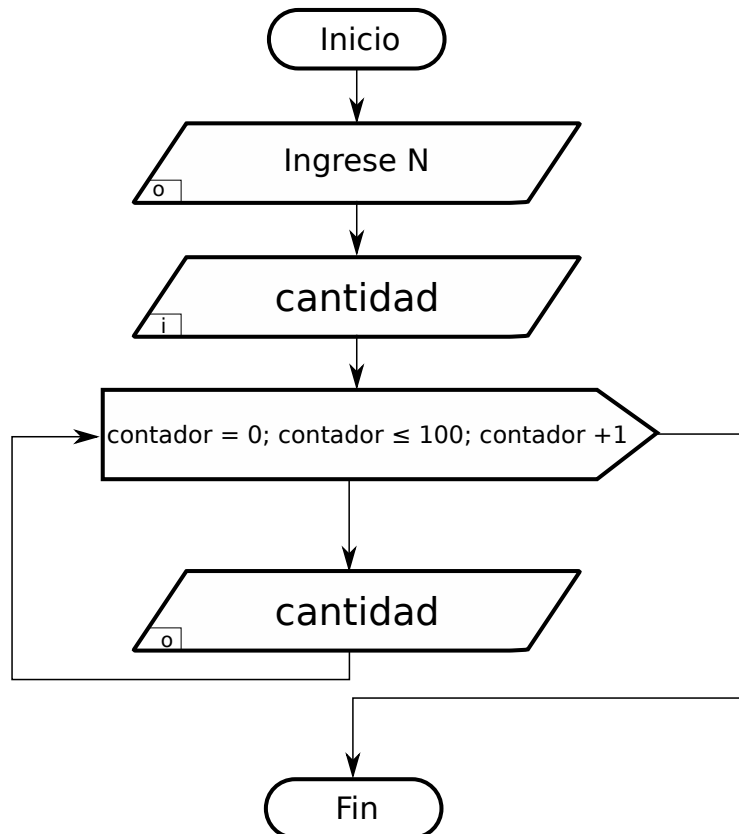 Inicio
Ingrese N
o
cantidad
i
contador = 0; contador ≤ 100; contador +1
cantidad
o
Fin